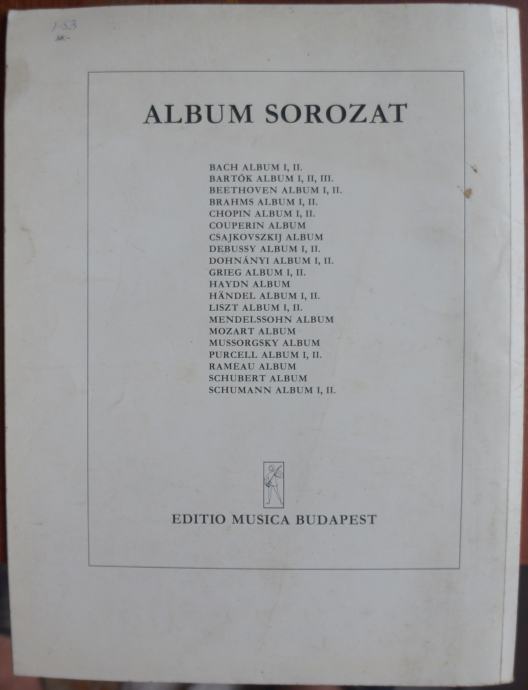 ALBUM SOROZAT
BACH ALBUM I, II.
BARTÓK ALBUM I, II, III.
BEETHOVEN ALBUM I, II.
BRAHMS ALBUM I, II.
CHOPIN ALBUM I, II.
COUPERIN ALBUM
CSAJKOVSZKIJ ALBUM
DEBUSSY ALBUM I, II.
DOHNÁNYI ALBUM I, II.
GRIEG ALBUM I, II.
HAYDN ALBUM
HÄNDEL ALBUM I, II.
LISZT ALBUM I, II.
MENDELSSOHN ALBUM
MOZART ALBUM
MUSSORGSKY ALBUM
PURCELL ALBUM I, II.
RAMEAU ALBUM
SCHUBERT ALBUM
SCHUMANN ALBUM I, II.
EDITIO MUSICA BUDAPEST